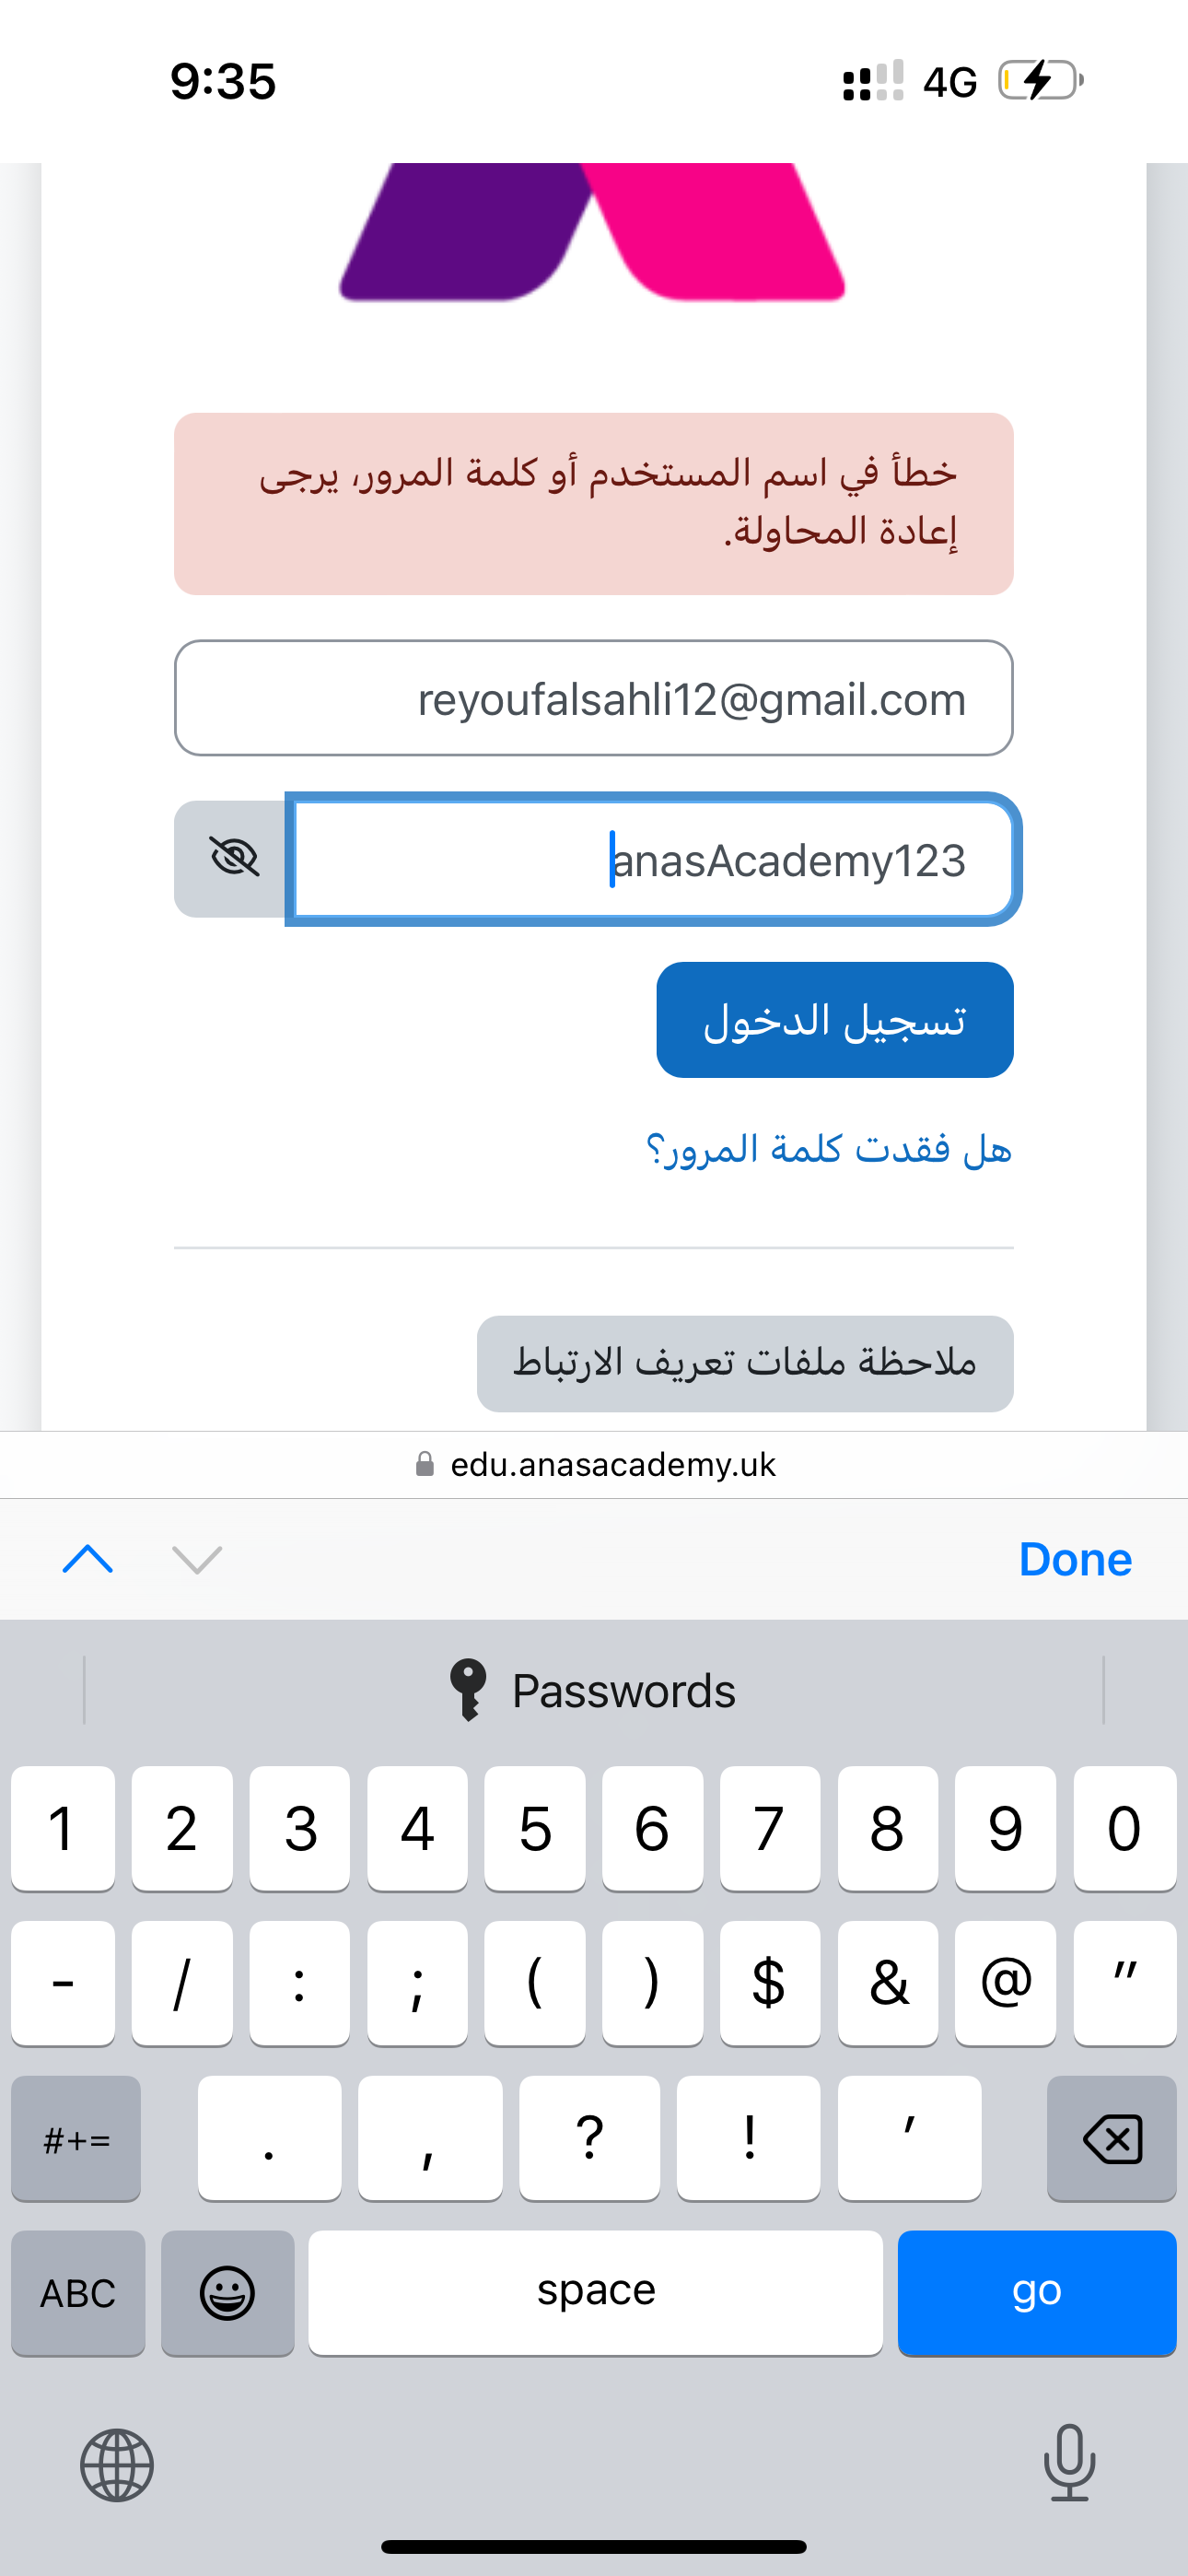 9:35
4G
خطأ في اسم المستخدم أو كلمة المرور، يرجى
إعادة المحاولة.
reyoufalsahli12@gmail.com
anasAcademy123
تسجيل الدخول
هل فقدت كلمة المرور؟
ملاحظة ملفات تعريف الارتباط
edu.anasacademy.uk
Done
Passwords
1 2 3 4 5 6 7 8 9 0
- / : ; ( ) $ & @ "
#+= . , ? ! '
ABC space go